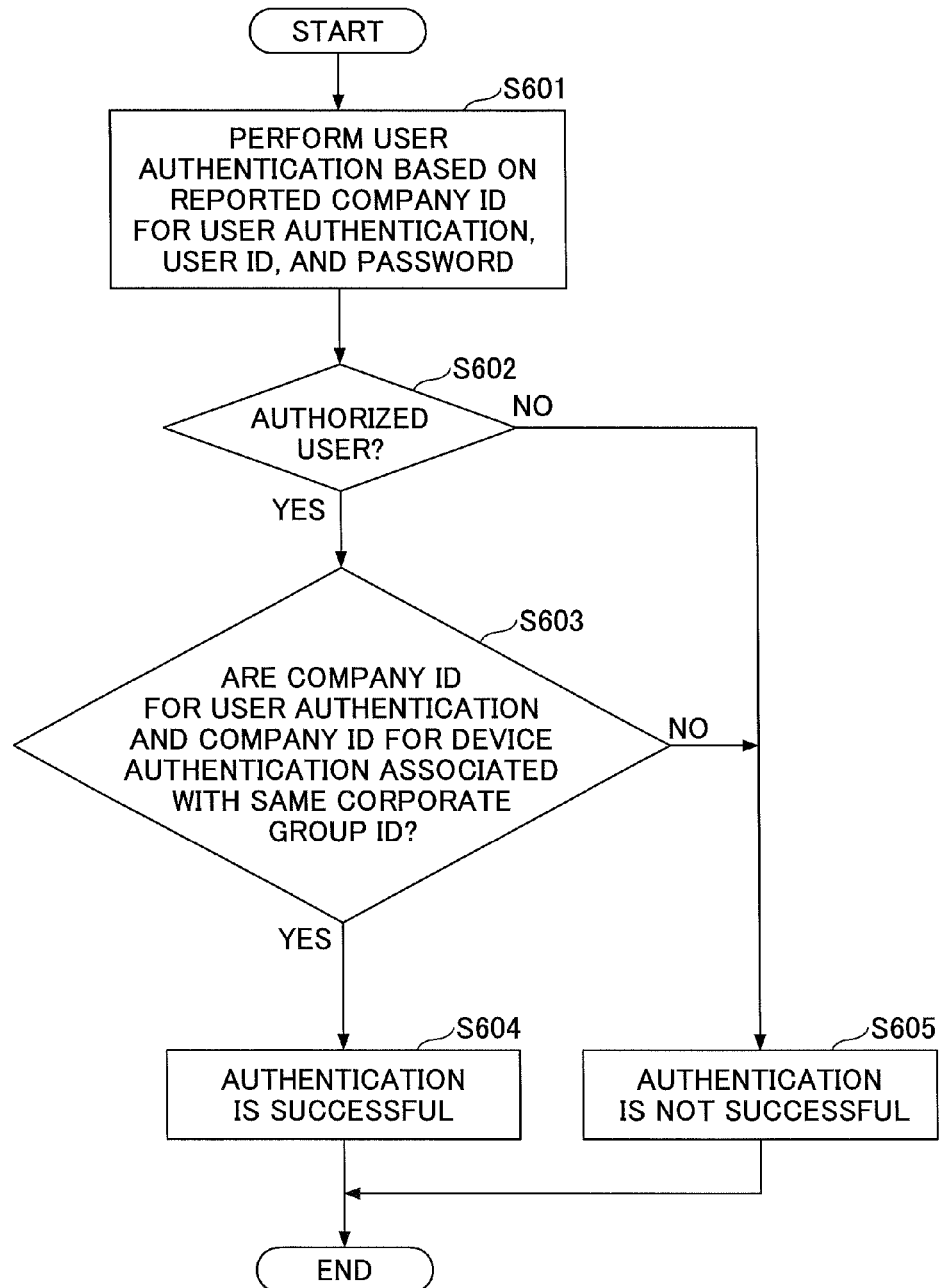 START
S601
PERFORM USER
AUTHENTICATION BASED ON
REPORTED COMPANY ID
FOR USER AUTHENTICATION,
USER ID, AND PASSWORD
S602
AUTHORIZED
USER?
NO
YES
S603
ARE COMPANY ID
FOR USER AUTHENTICATION
AND COMPANY ID FOR DEVICE
AUTHENTICATION ASSOCIATED
WITH SAME CORPORATE
GROUP ID?
NO
YES
S604
AUTHENTICATION
IS SUCCESSFUL
S605
AUTHENTICATION
IS NOT SUCCESSFUL
END